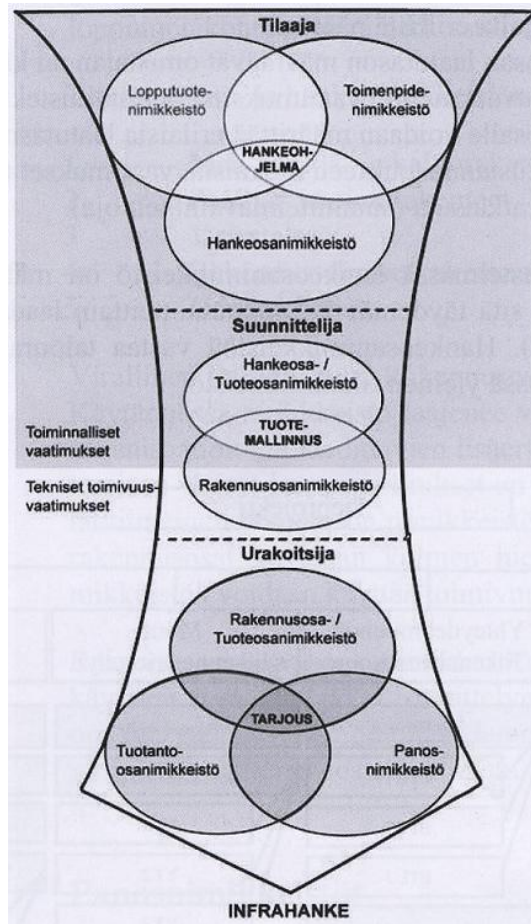 Tilaaja
Lopputuote-
nimikkeistö
Toimenpide-
nimikkeistö
HANKEOH-
JELMA
Hankeosanimikkeistö
Suunnittelija
Hankeosa- /
Tuoteosanimikkeistö
TUOTE-
MALLINNUS
Toiminnalliset
vaatimukset
Tekniset toimivuus-
vaatimukset
Rakennusosanimikkeistö
Urakoitsija
Rakennusosa- /
Tuoteosanimikkeistö
TARJOUS
Tuotanto-
osanimikkeistö
Panos-
nimikkeistö
INFRAHANKE